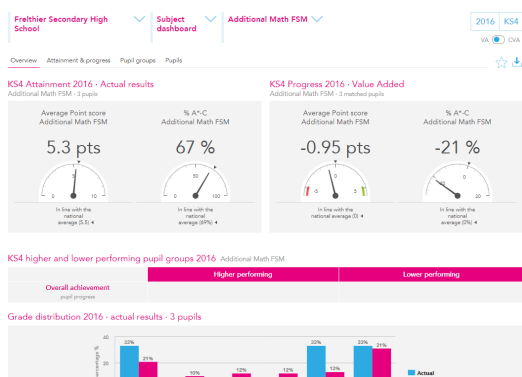 Frelthier Secondary High School
Subject dashboard
Additional Math FSM
2016 KS4
VA CVA
Overview Attainment & progress Pupil groups Pupils
KS4 Attainment 2016 - Actual results
Additional Math FSM - 3 pupils
Average Point score
Additional Math FSM
5.3 pts
0 5 10
In line with the
national
average (5.5)
% A*-C
Additional Math FSM
67 %
0 50 100
In line with the
national
average (69%)
KS4 Progress 2016 - Value Added
Additional Math FSM - 3 matched pupils
Average Point score
Additional Math FSM
-0.95 pts
-5 0 5
In line with the
national average (0)
% A*-C
Additional Math FSM
-21 %
0 20
In line with the
national
average (0%)
KS4 higher and lower performing pupil groups 2016 Additional Math FSM
Higher performing Lower performing
Overall achievement
pupil progress
Grade distribution 2016 - actual results - 3 pupils
40
20
33% 21% 10% 12% 12% 33% 13% 33% 21%
Actual